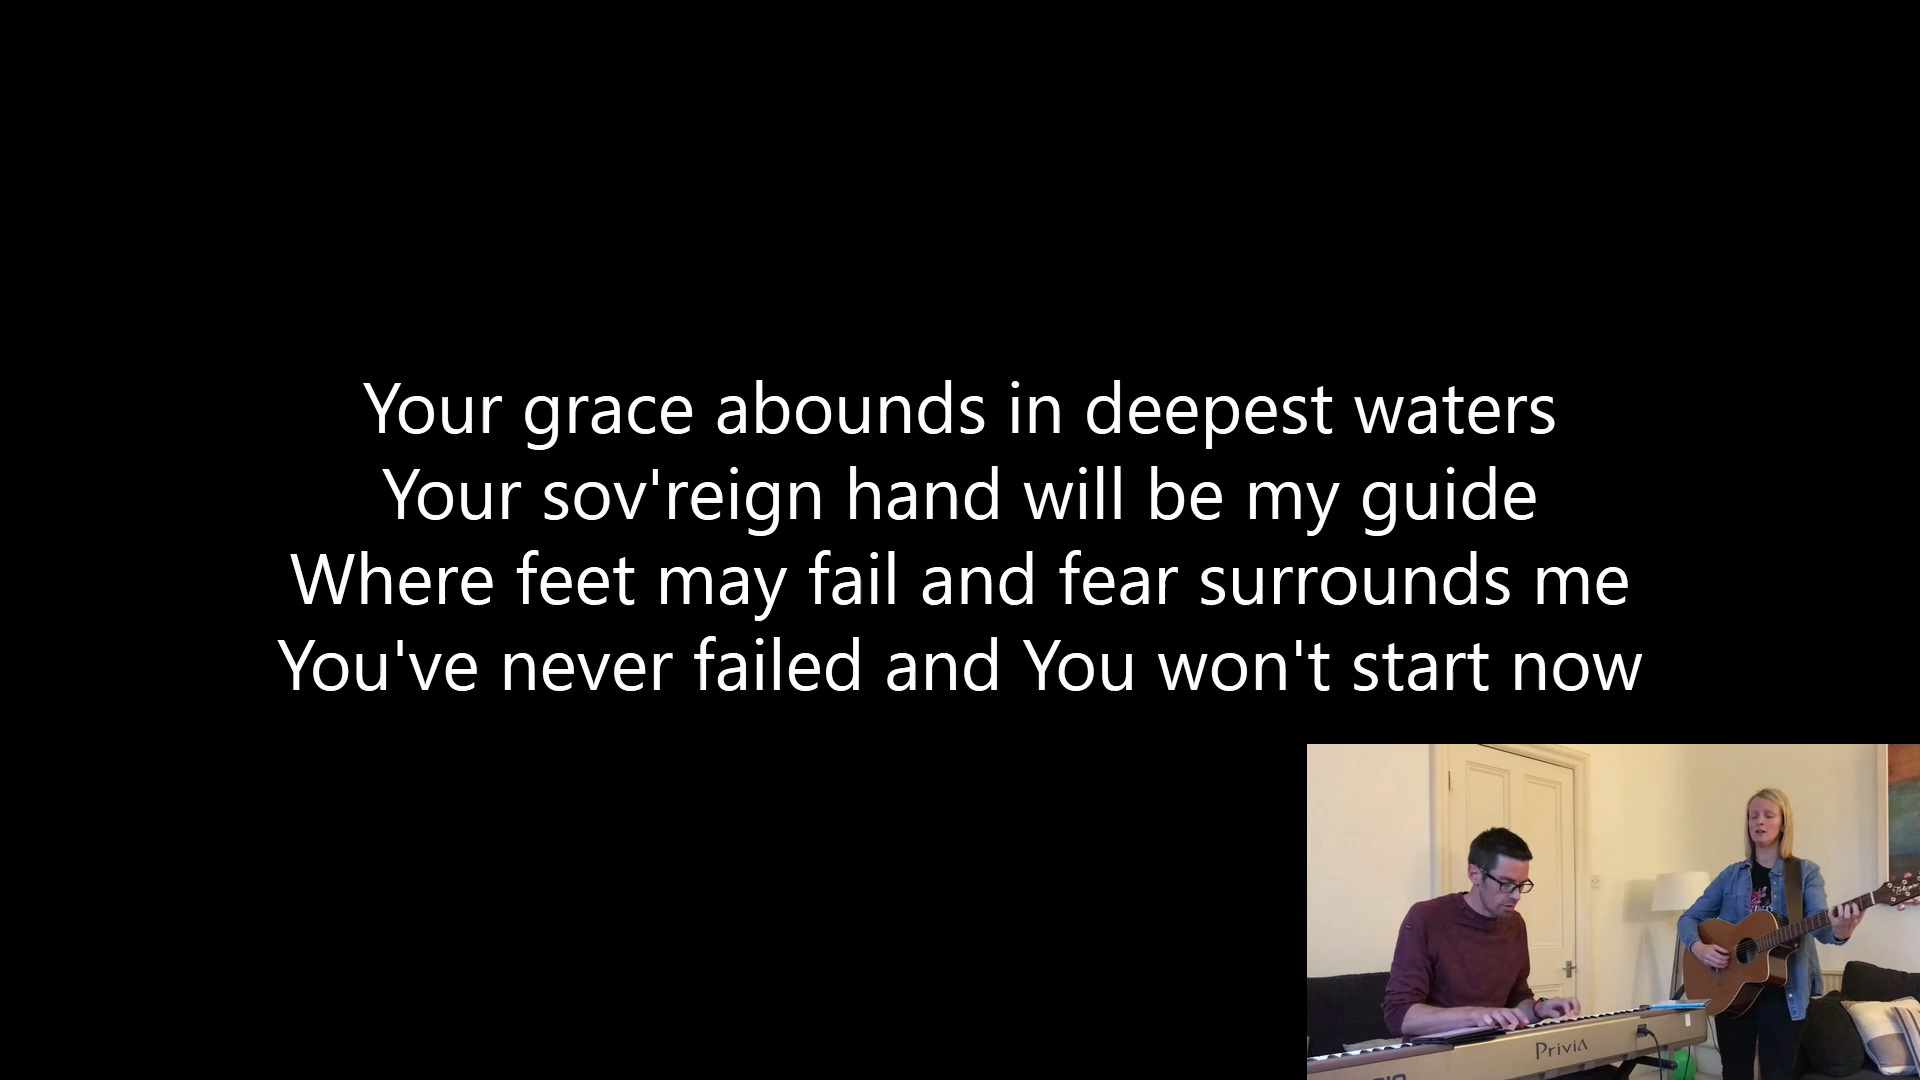 Your grace abounds in deepest waters
Your sov'reign hand will be my guide
Where feet may fail and fear surrounds me
You've never failed and You won't start now
Privia